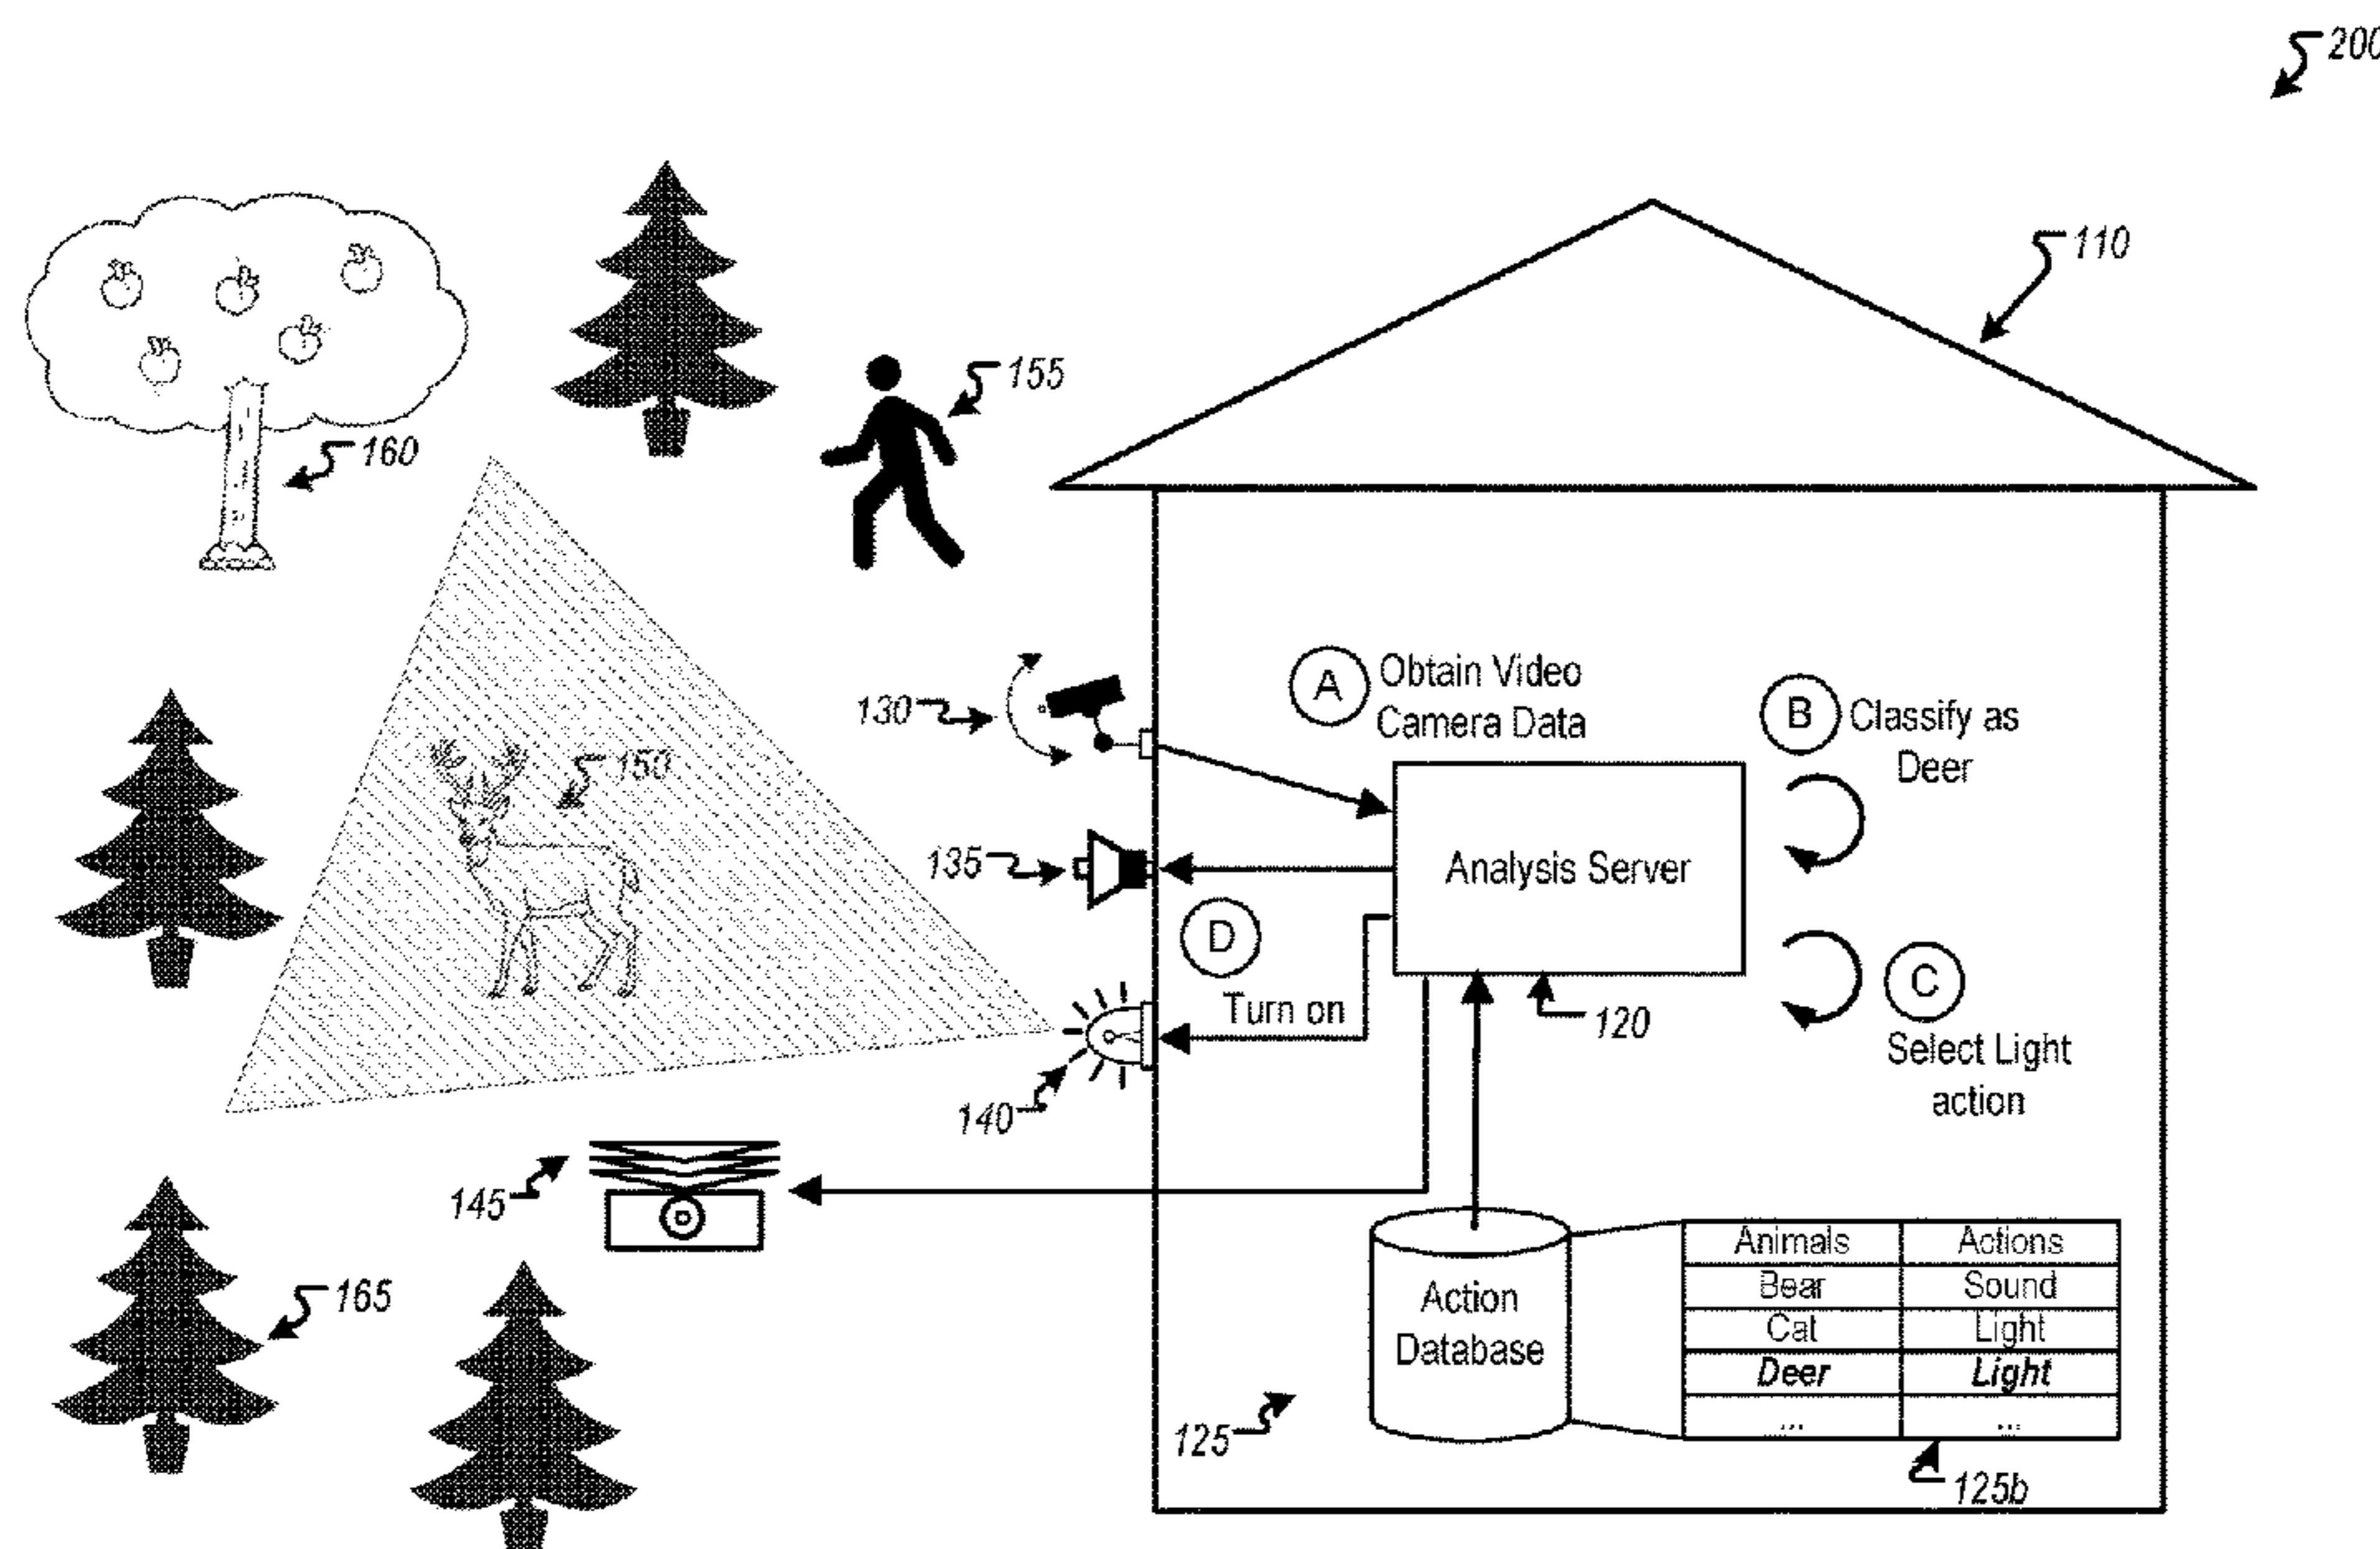 200
110
155
160
A Obtain Video
Camera Data
B Classify as
Deer
130
150
135
Analysis Server
D
Turn on
C
Select Light
action
120
140
145
165
Action
Database
Animals Actions
Bear Sound
Cat Light
Deer Light
... ...
125
125b